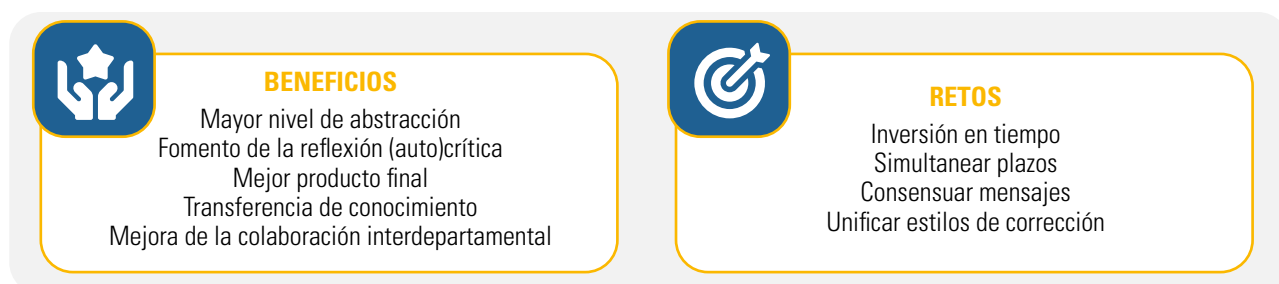 BENEFICIOS
Mayor nivel de abstracción
Fomento de la reflexión (auto)crítica
Mejor producto final
Transferencia de conocimiento
Mejora de la colaboración interdepartamental
RETOS
Inversión en tiempo
Simultanear plazos
Consensuar mensajes
Unificar estilos de corrección